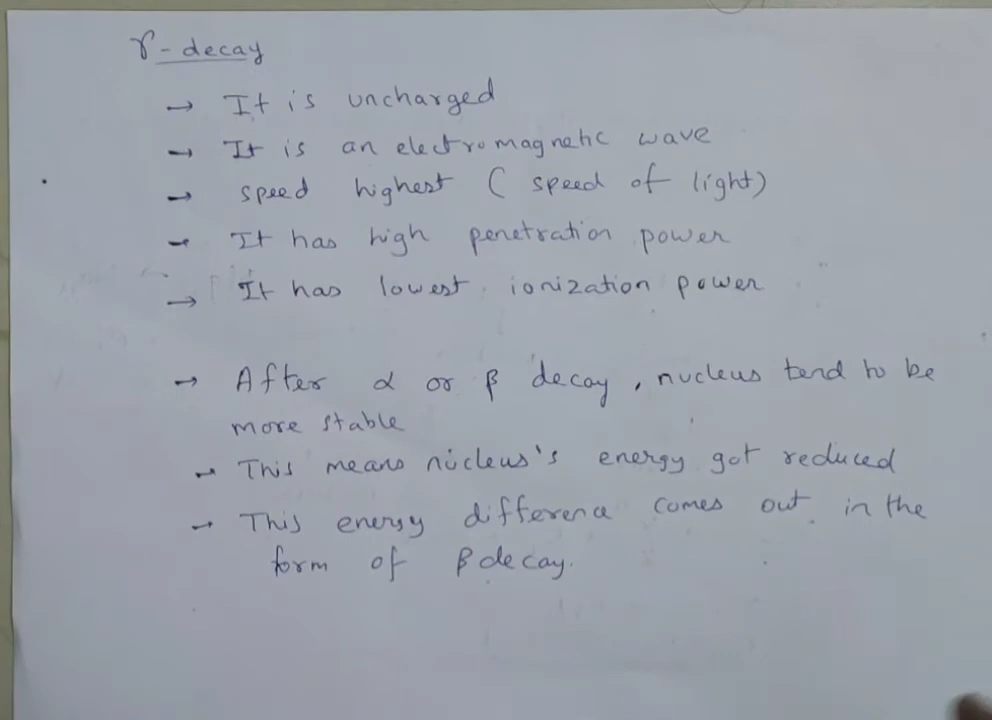 γ-decay
→ It is uncharged
→ It is an electromagnetic wave
→ speed highest ( speed of light)
→ It has high penetration power
→ It has lowest ionization power
→ After α or β decay, nucleus tend to be
more stable
→ This means nucleus's energy got reduced
→ This energy difference comes out in the
form of β decay.